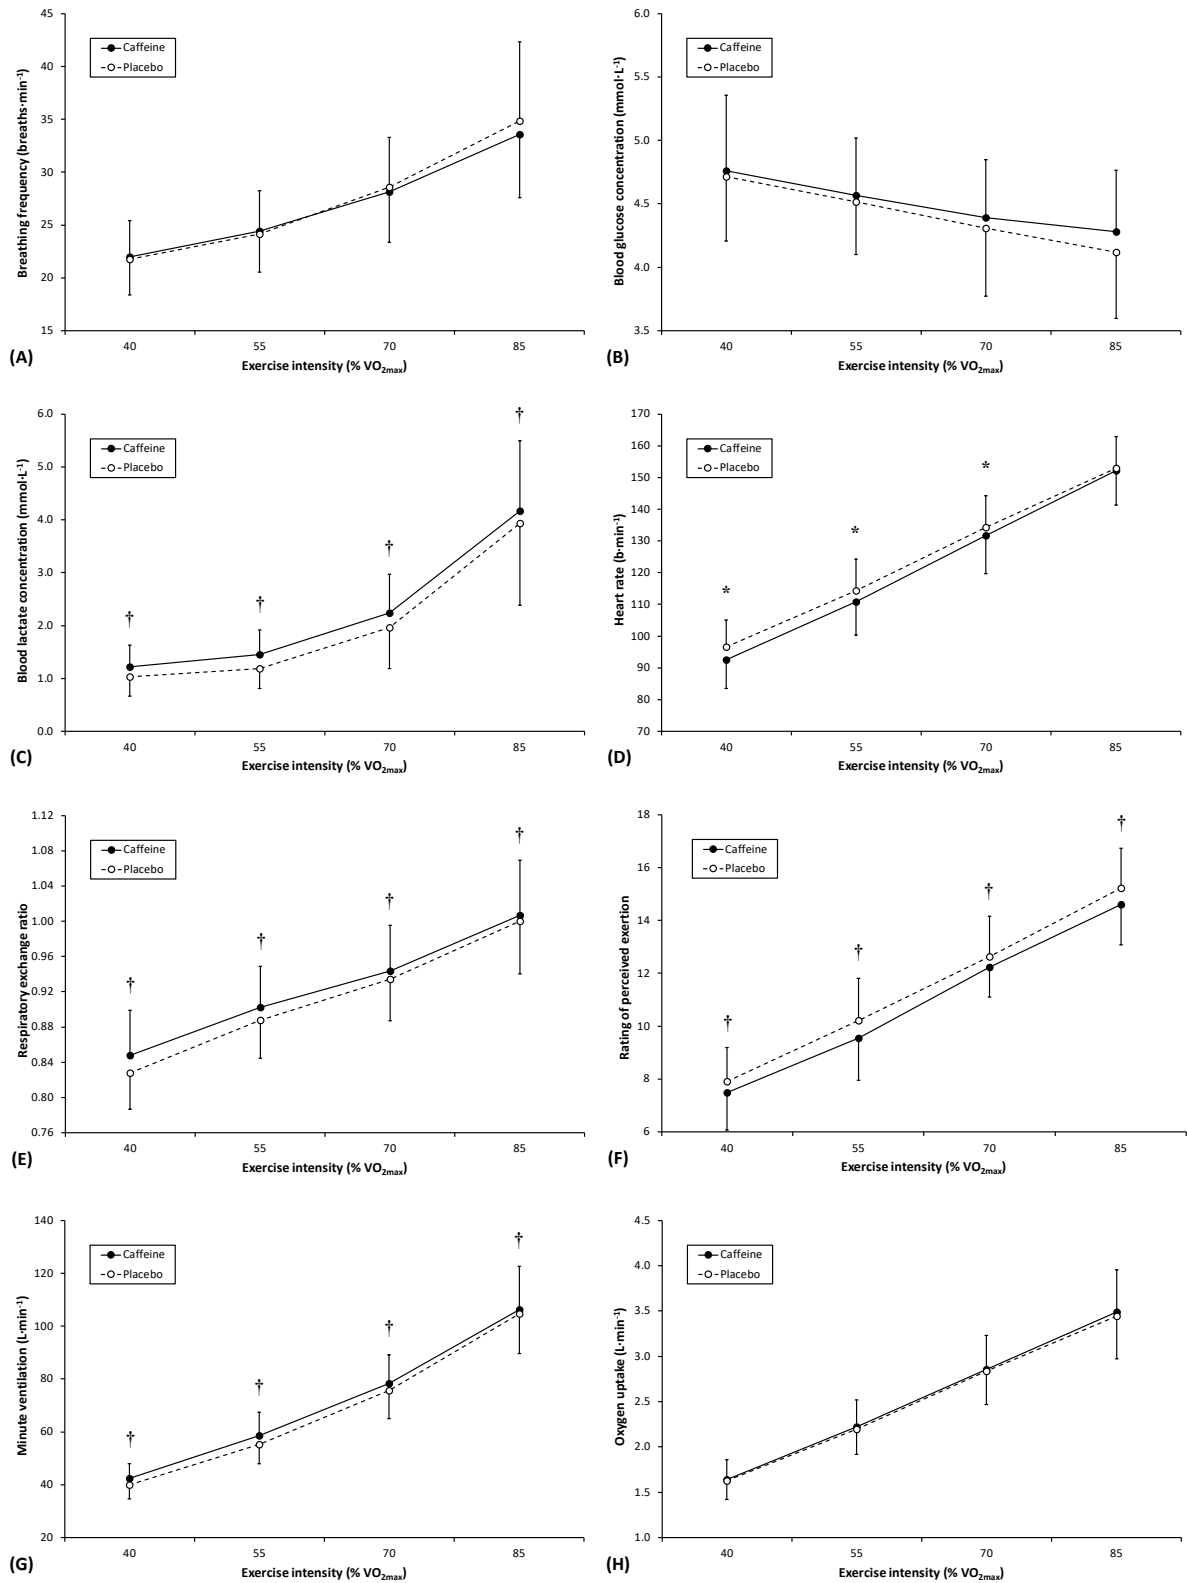 45
40
35
30
25
20
15
Breathing frequency (breaths·min⁻¹)
Caffeine
Placebo
40 55 70 85
(A)
Exercise intensity (% VO₂max)
6.0
5.5
5.0
4.5
4.0
3.5
Blood glucose concentration (mmol·L⁻¹)
Caffeine
Placebo
40 55 70 85
(B)
Exercise intensity (% VO₂max)
6.0
5.0
4.0
3.0
2.0
1.0
0.0
Blood lactate concentration (mmol·L⁻¹)
Caffeine
Placebo
† † † †
40 55 70 85
(C)
Exercise intensity (% VO₂max)
170
160
150
140
130
120
110
100
90
80
70
Heart rate (b·min⁻¹)
Caffeine
Placebo
* * *
40 55 70 85
(D)
Exercise intensity (% VO₂max)
1.12
1.08
1.04
1.00
0.96
0.92
0.88
0.84
0.80
0.76
Respiratory exchange ratio
Caffeine
Placebo
† † † †
40 55 70 85
(E)
Exercise intensity (% VO₂max)
18
16
14
12
10
8
6
Rating of perceived exertion
Caffeine
Placebo
† † † †
40 55 70 85
(F)
Exercise intensity (% VO₂max)
140
120
100
80
60
40
20
Minute ventilation (L·min⁻¹)
Caffeine
Placebo
† † † †
40 55 70 85
(G)
Exercise intensity (% VO₂max)
4.5
4.0
3.5
3.0
2.5
2.0
1.5
1.0
Oxygen uptake (L·min⁻¹)
Caffeine
Placebo
40 55 70 85
(H)
Exercise intensity (% VO₂max)